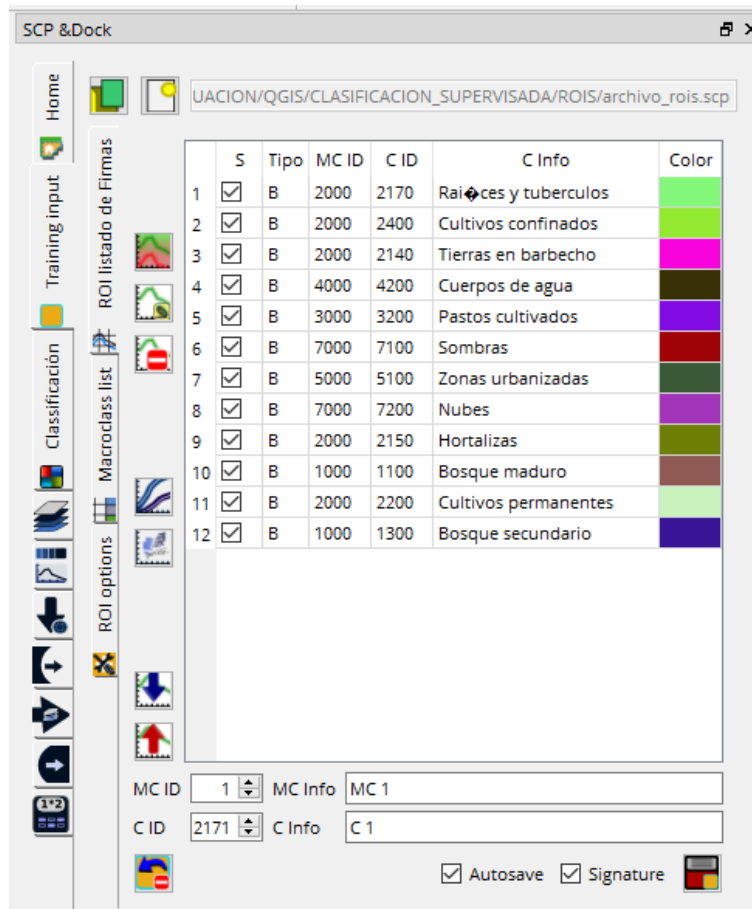 SCP &Dock
Home
Training input
Classificación
ROI listado de Firmas
Macroclass list
ROI options
UACION/QGIS/CLASIFICACION_SUPERVISADA/ROIS/archivo_rois.scp
S Tipo MC ID C ID C Info Color
1 B 2000 2170 Rai�ces y tuberculos
2 B 2000 2400 Cultivos confinados
3 B 2000 2140 Tierras en barbecho
4 B 4000 4200 Cuerpos de agua
5 B 3000 3200 Pastos cultivados
6 B 7000 7100 Sombras
7 B 5000 5100 Zonas urbanizadas
8 B 7000 7200 Nubes
9 B 2000 2150 Hortalizas
10 B 1000 1100 Bosque maduro
11 B 2000 2200 Cultivos permanentes
12 B 1000 1300 Bosque secundario
MC ID 1 MC Info MC 1
C ID 2171 C Info C 1
Autosave Signature
1*2